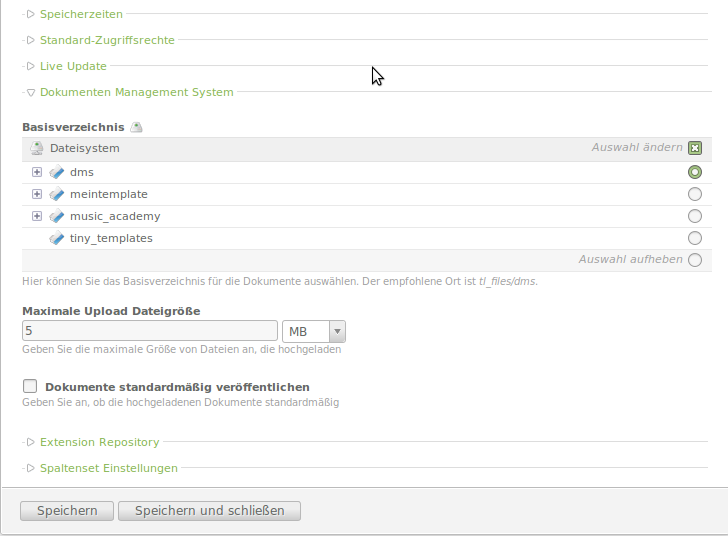 Speicherzeiten
Standard-Zugriffsrechte
Live Update
Dokumenten Management System
Basisverzeichnis
Dateisystem Auswahl ändern
dms
meintemplate
music_academy
tiny_templates
Auswahl aufheben
Hier können Sie das Basisverzeichnis für die Dokumente auswählen. Der empfohlene Ort ist tl_files/dms.
Maximale Upload Dateigröße
5 MB
Geben Sie die maximale Größe von Dateien an, die hochgeladen
Dokumente standardmäßig veröffentlichen
Geben Sie an, ob die hochgeladenen Dokumente standardmäßig
Extension Repository
Spaltenset Einstellungen
Speichern Speichern und schließen